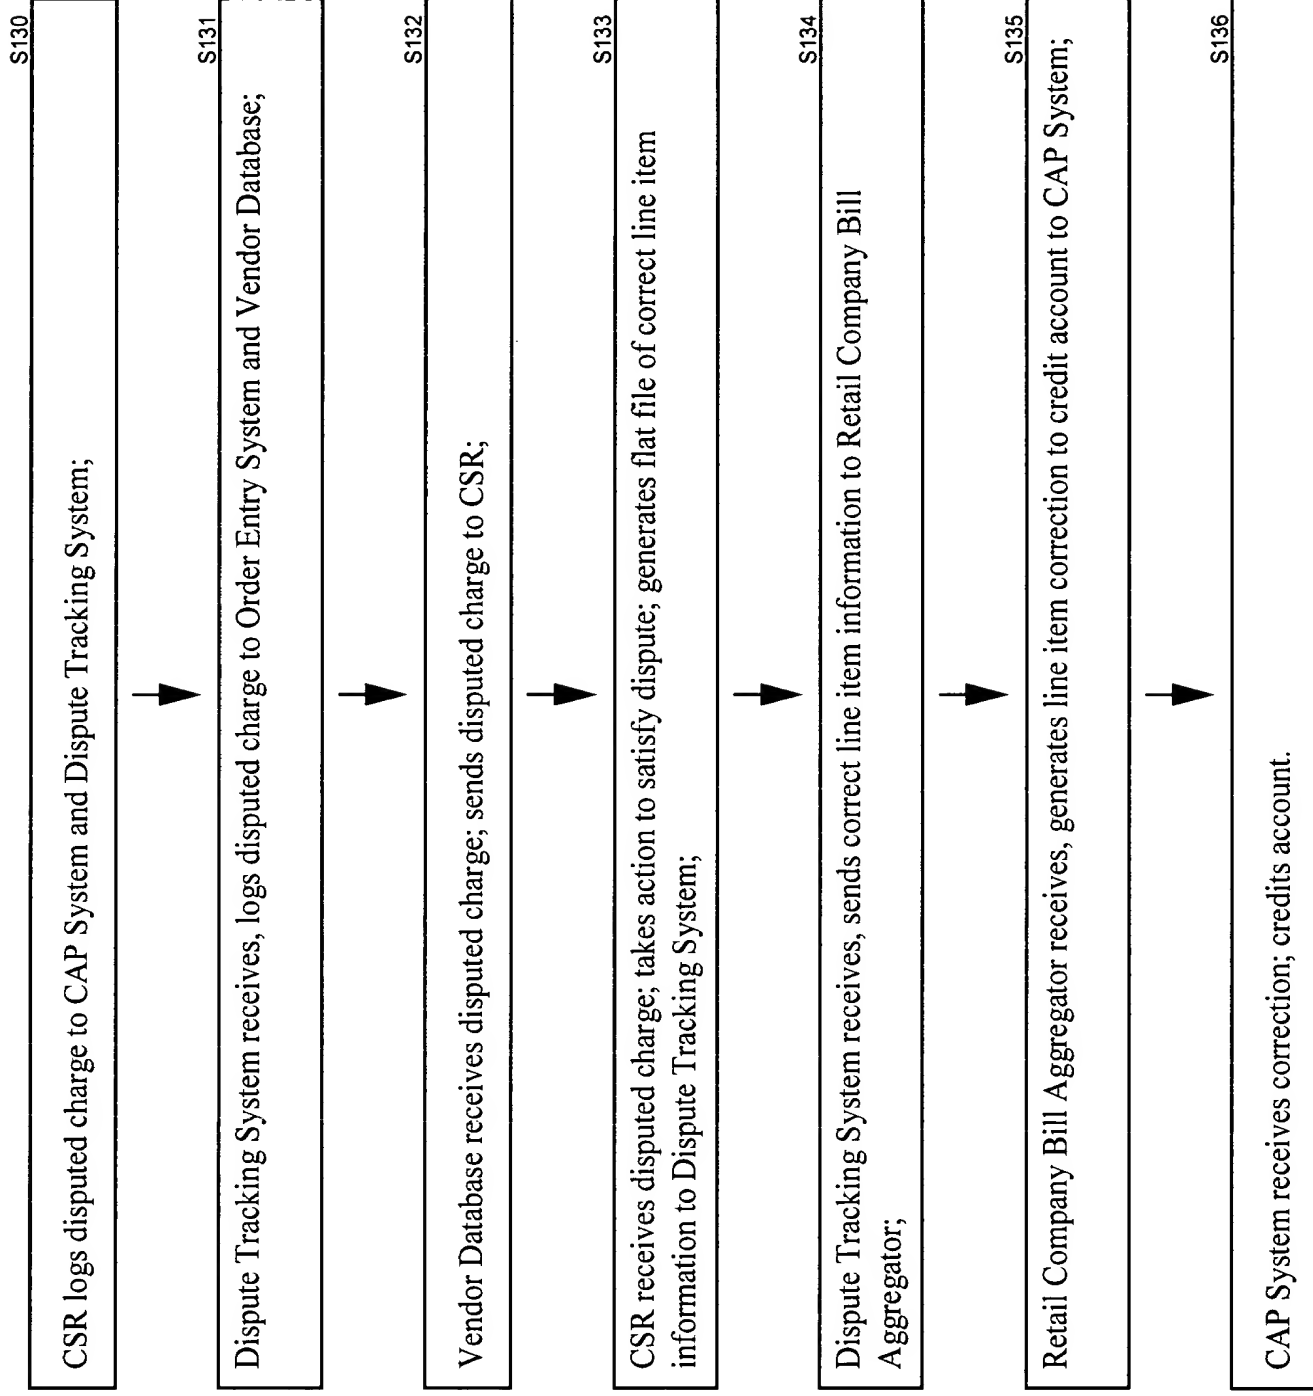 S130
CSR logs disputed charge to CAP System and Dispute Tracking System;
S131
Dispute Tracking System receives, logs disputed charge to Order Entry System and Vendor Database;
S132
Vendor Database receives disputed charge; sends disputed charge to CSR;
S133
CSR receives disputed charge; takes action to satisfy dispute; generates flat file of correct line item
information to Dispute Tracking System;
S134
Dispute Tracking System receives, sends correct line item information to Retail Company Bill
Aggregator;
S135
Retail Company Bill Aggregator receives, generates line item correction to credit account to CAP System;
S136
CAP System receives correction; credits account.